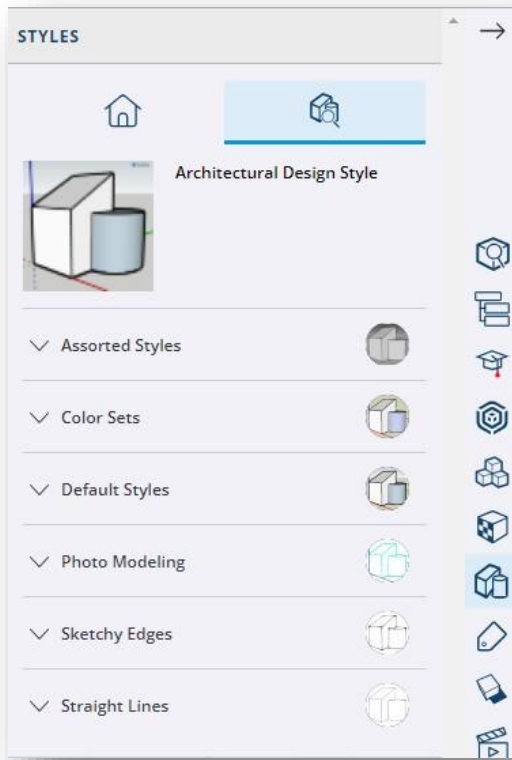 STYLES
Architectural Design Style
Assorted Styles
Color Sets
Default Styles
Photo Modeling
Sketchy Edges
Straight Lines